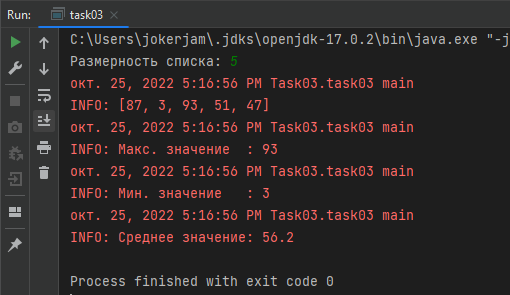 Run: task03
C:\Users\jokerjam\.jdks\openjdk-17.0.2\bin\java.exe "-j
Размерность списка: 5
окт. 25, 2022 5:16:56 PM Task03.task03 main
INFO: [87, 3, 93, 51, 47]
окт. 25, 2022 5:16:56 PM Task03.task03 main
INFO: Макс. значение  : 93
окт. 25, 2022 5:16:56 PM Task03.task03 main
INFO: Мин. значение   : 3
окт. 25, 2022 5:16:56 PM Task03.task03 main
INFO: Среднее значение: 56.2
Process finished with exit code 0